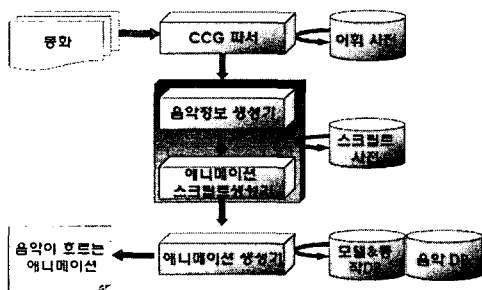 동화
CCG 파서
어휘 사전
음악정보 생성기
스크립트
사전
애니메이션
스크립트생성기
음악이 흐르는
애니메이션
애니메이션 생성기
모델&동
작DB
음악 DB